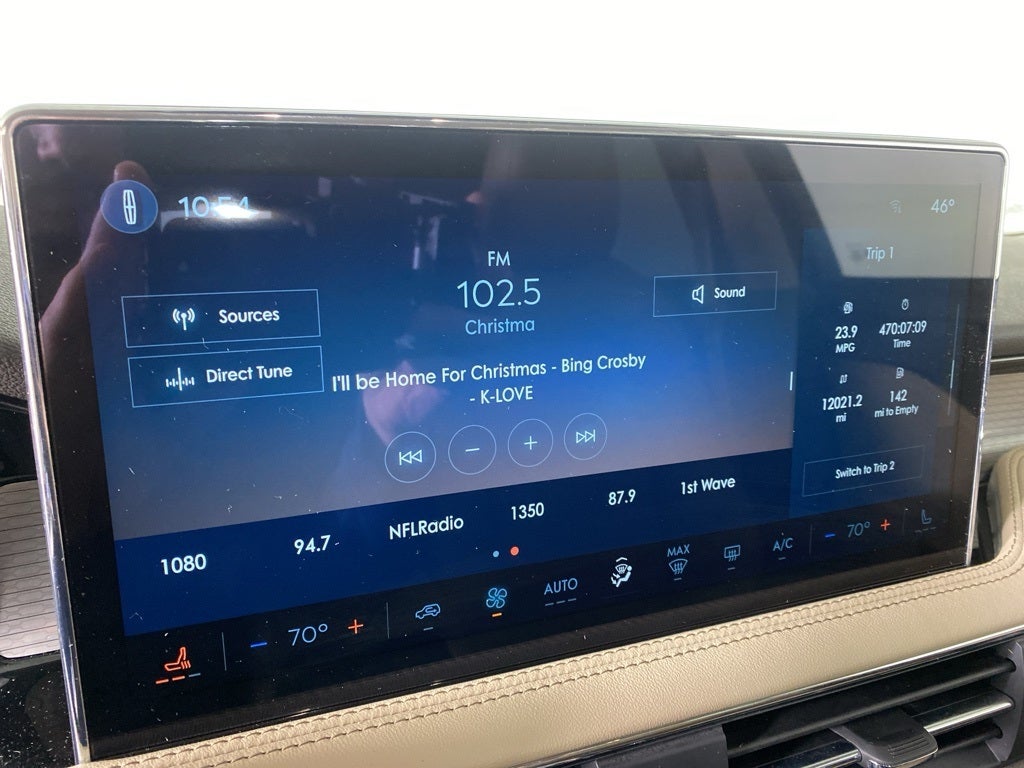 10:54
46°
FM
102.5
Christma
Sources
Direct Tune
Sound
I'll be Home For Christmas - Bing Crosby
- K-LOVE
Trip 1
23.9
MPG
470:07:09
Time
12021.2
mi
142
mi to Empty
Switch to Trip 2
1080
94.7
NFLRadio
1350
87.9
1st Wave
70°
AUTO
MAX
A/C
70°